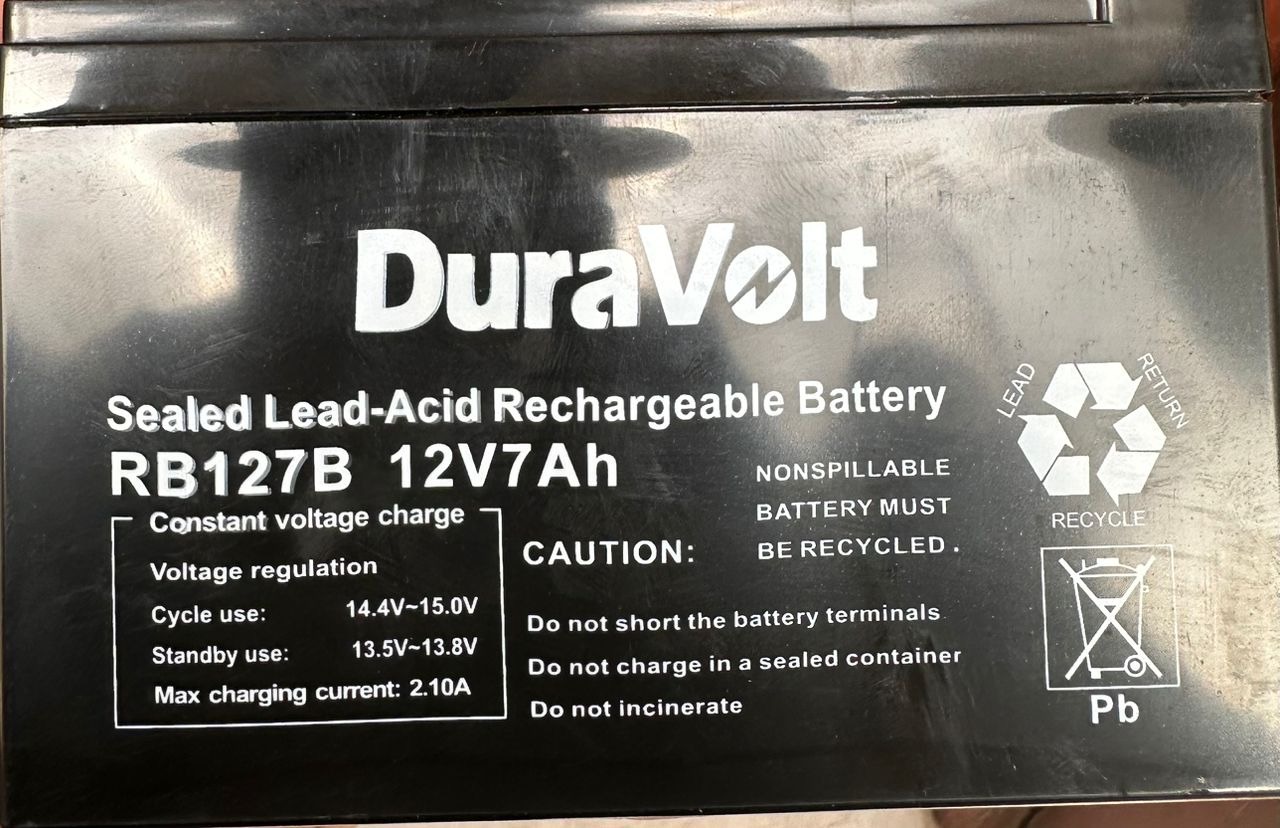 DuraVolt
Sealed Lead-Acid Rechargeable Battery
RB127B 12V7Ah
Constant voltage charge
Voltage regulation
Cycle use: 14.4V~15.0V
Standby use: 13.5V~13.8V
Max charging current: 2.10A
NONSPILLABLE
BATTERY MUST
BE RECYCLED.
CAUTION:
Do not short the battery terminals
Do not charge in a sealed container
Do not incinerate
LEAD
RETURN
RECYCLE
Pb